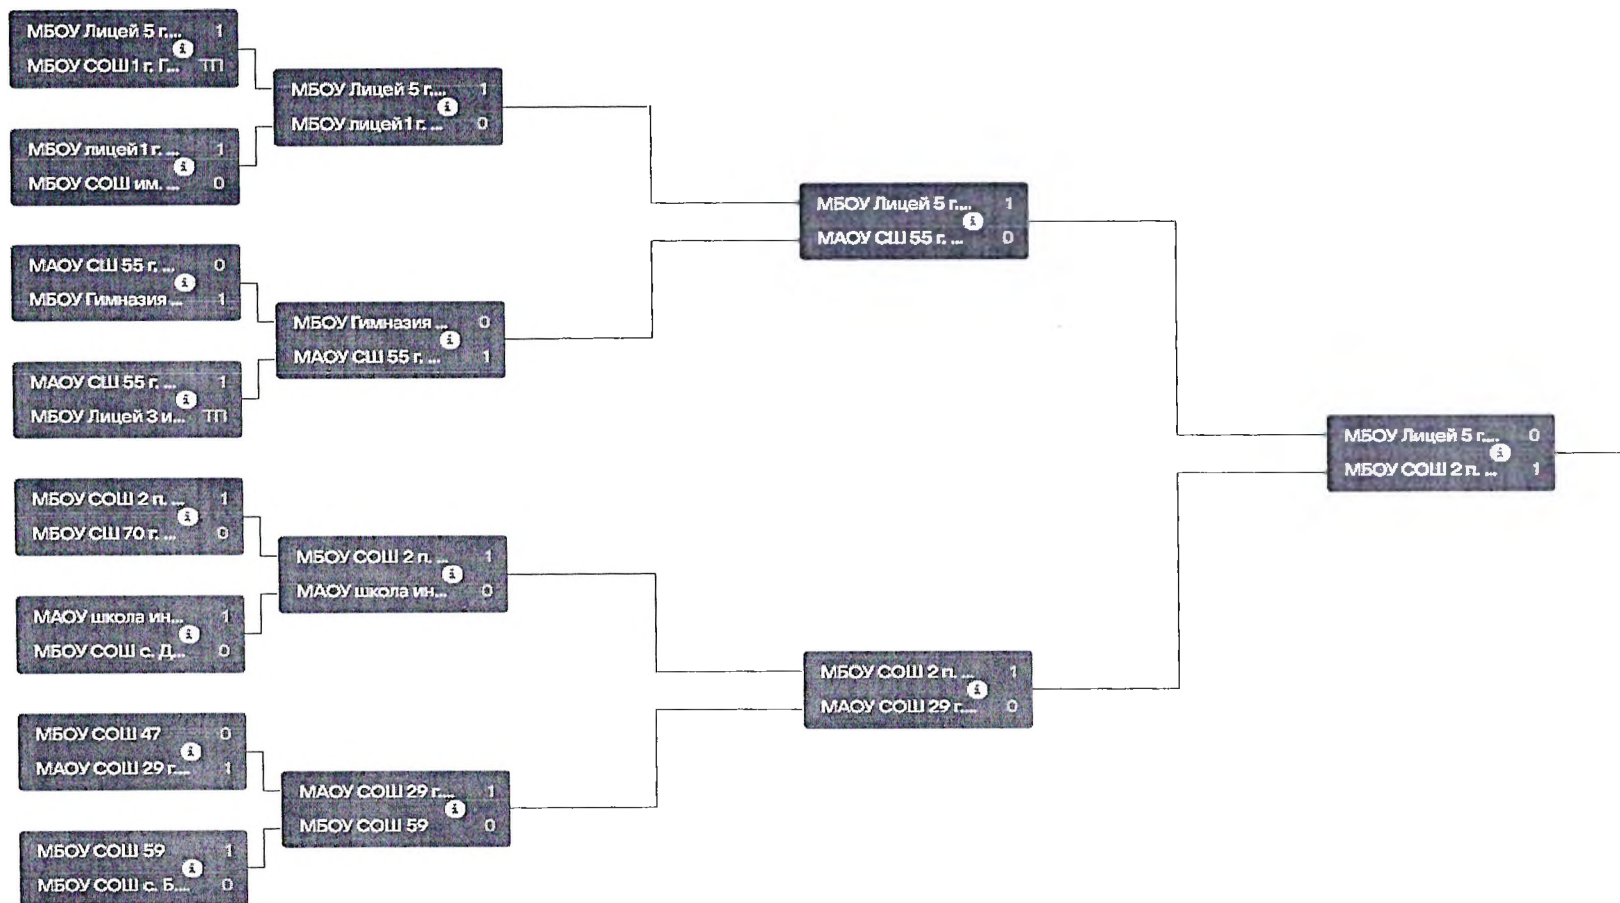 МБОУ Лицей 5 г.... 1
МБОУ СОШ 1 г. Г... ТП
МБОУ лицей 1 г. ... 1
МБОУ СОШ им. ... 0
МАОУ СШ 55 г. ... 0
МБОУ Гимназия ... 1
МАОУ СШ 55 г. ... 1
МБОУ Лицей 3 и... ТП
МБОУ СОШ 2 п. ... 1
МБОУ СШ 70 г. ... 0
МАОУ школа ин... 1
МБОУ СОШ с. Д... 0
МБОУ СОШ 47 0
МАОУ СОШ 29 г.... 1
МБОУ СОШ 59 1
МБОУ СОШ с. Б... 0
МБОУ Лицей 5 г.... 1
МБОУ лицей 1 г. ... 0
МБОУ Гимназия ... 0
МАОУ СШ 55 г. ... 1
МБОУ СОШ 2 п. ... 1
МАОУ школа ин... 0
МАОУ СОШ 29 г.... 1
МБОУ СОШ 59 0
МБОУ Лицей 5 г.... 1
МАОУ СШ 55 г. ... 0
МБОУ СОШ 2 п. ... 1
МАОУ СОШ 29 г.... 0
МБОУ Лицей 5 г.... 0
МБОУ СОШ 2 п. ... 1